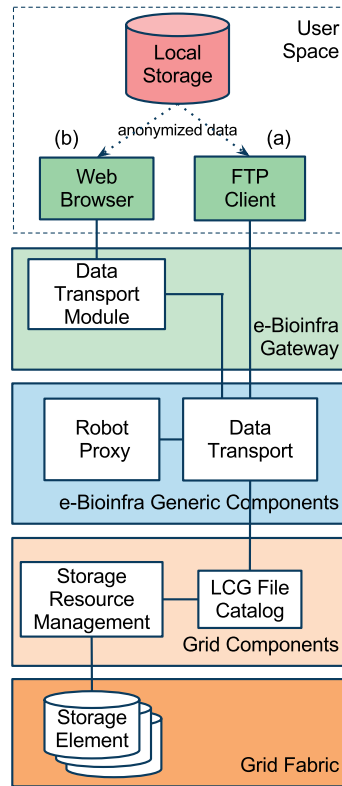 User
Space
Local
Storage
anonymized data
(b)
(a)
Web
Browser
FTP
Client
Data
Transport
Module
e-Bioinfra
Gateway
Robot
Proxy
Data
Transport
e-Bioinfra Generic Components
Storage
Resource
Management
LCG File
Catalog
Grid Components
Storage
Element
Grid Fabric